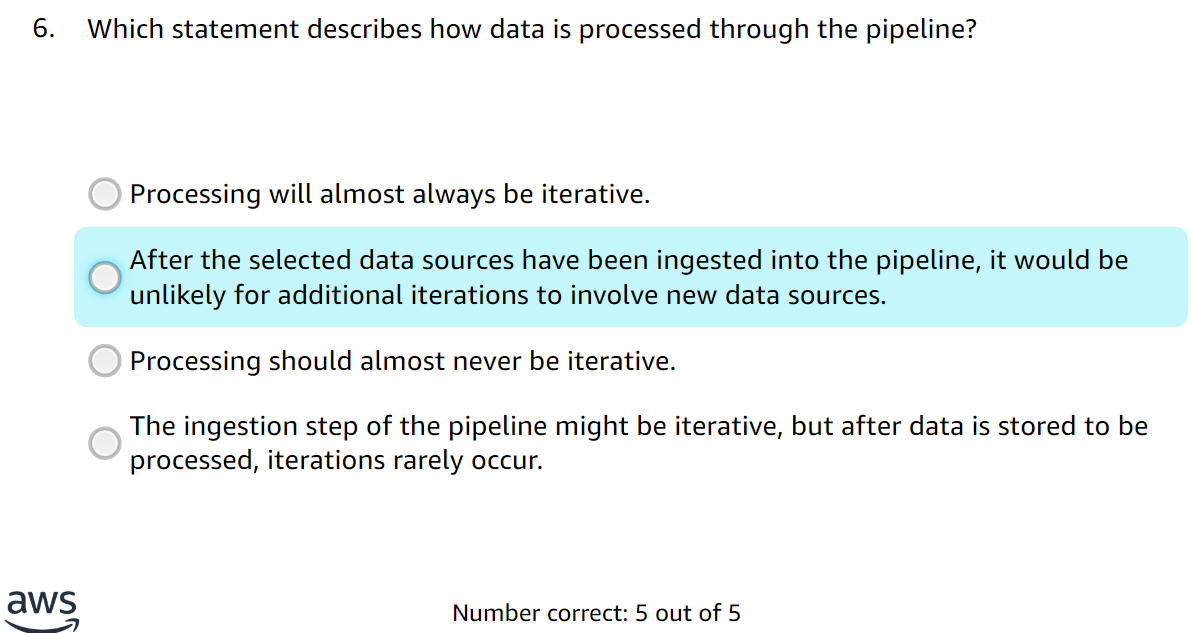 6. Which statement describes how data is processed through the pipeline?
Processing will almost always be iterative.
After the selected data sources have been ingested into the pipeline, it would be
unlikely for additional iterations to involve new data sources.
Processing should almost never be iterative.
The ingestion step of the pipeline might be iterative, but after data is stored to be
processed, iterations rarely occur.
aws
Number correct: 5 out of 5